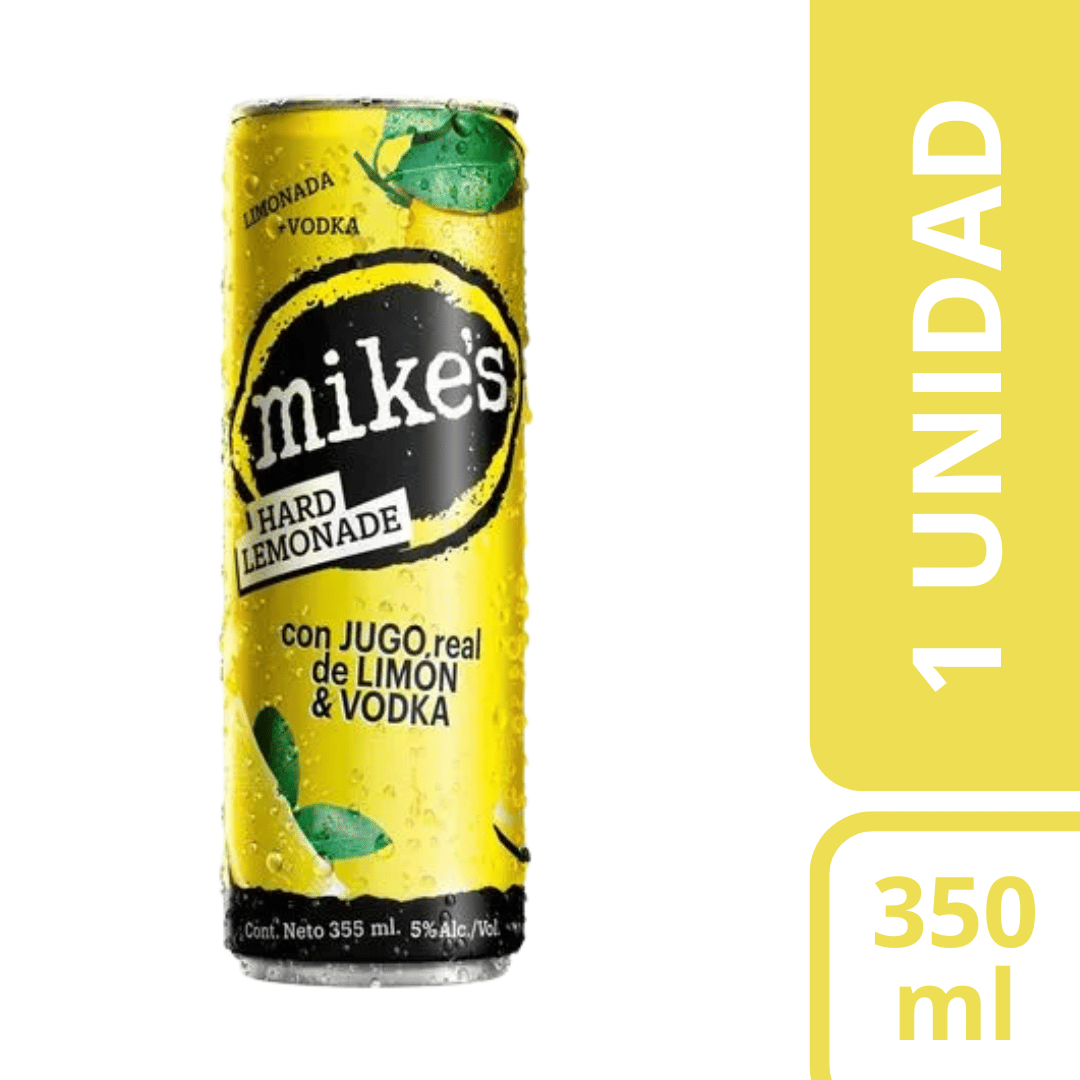 LIMONADA
+VODKA
mike's
HARD
LEMONADE
con JUGO real
de LIMÓN
& VODKA
Cont. Neto 355 ml. 5% Alc./Vol.
1 UNIDAD
350
ml